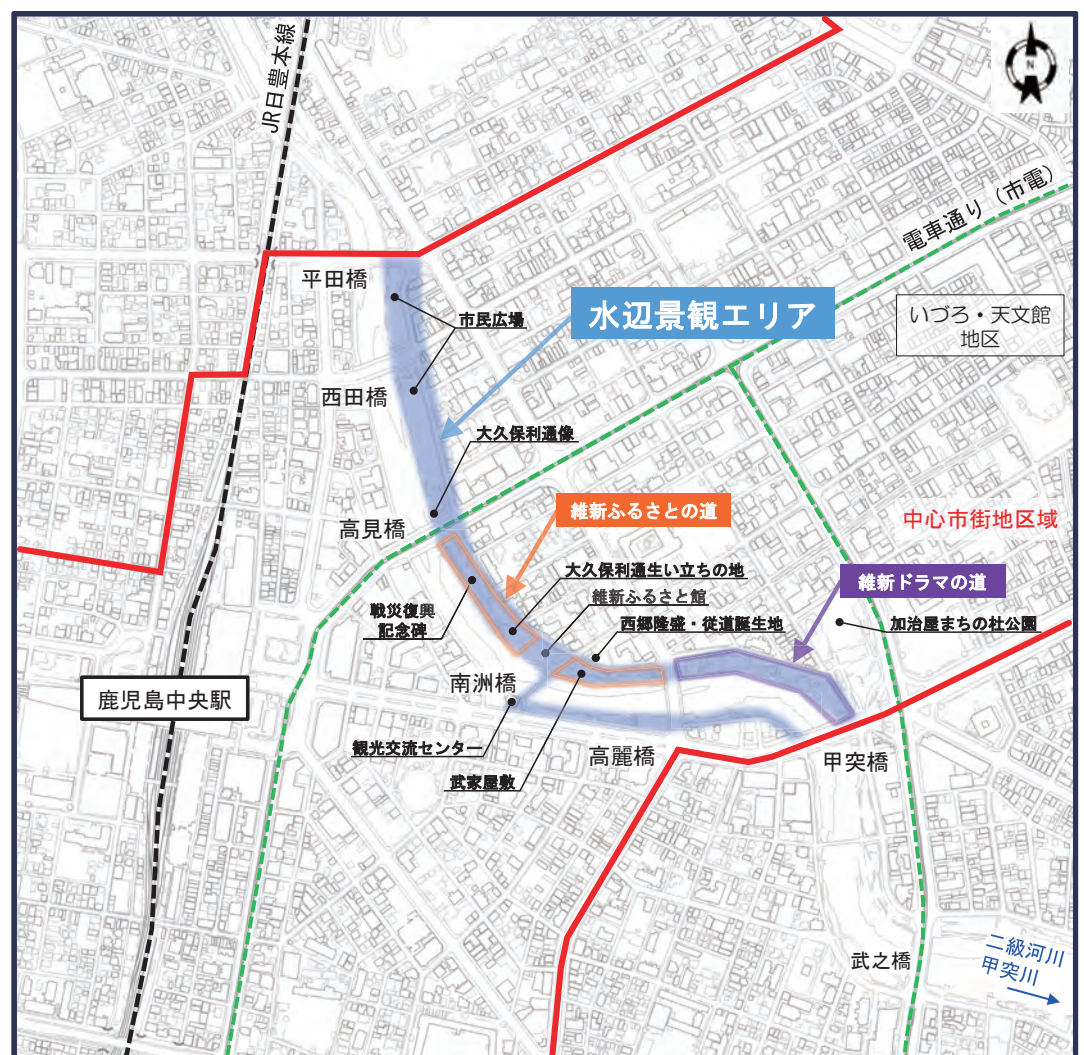 JR日豊本線
N
電車通り（市電）
平田橋
市民広場
水辺景観エリア
いづろ・天文館
地区
西田橋
大久保利通像
高見橋
維新ふるさとの道
中心市街地区域
大久保利通生い立ちの地
維新ドラマの道
戦災復興
記念碑
維新ふるさと館
西郷隆盛・従道誕生地
加治屋まちの杜公園
南洲橋
鹿児島中央駅
観光交流センター
高麗橋
甲突橋
武家屋敷
武之橋
二級河川
甲突川